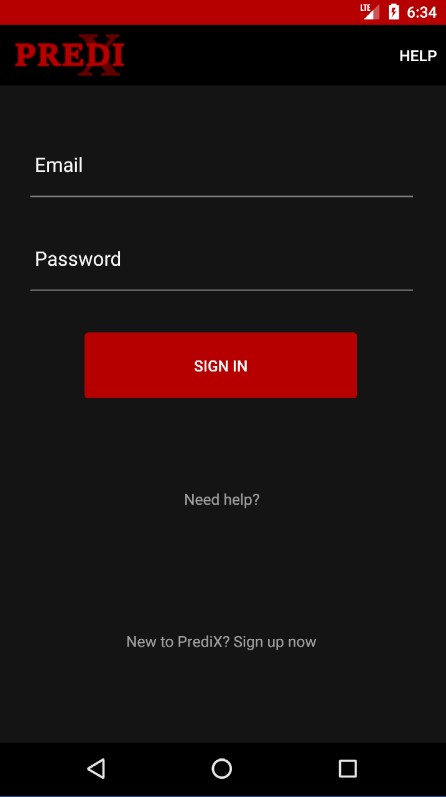 LTE 6:34
PREDIX
HELP
Email
Password
SIGN IN
Need help?
New to PrediX? Sign up now